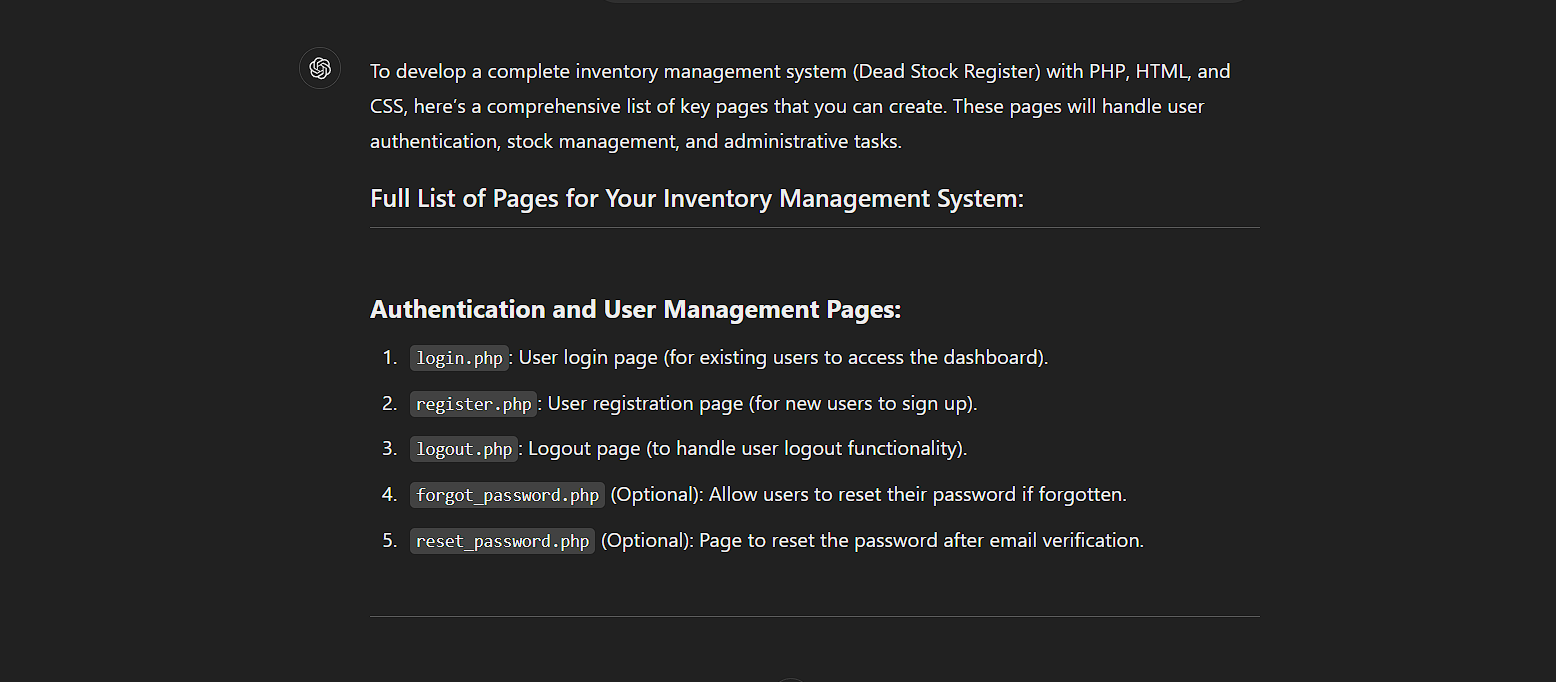 To develop a complete inventory management system (Dead Stock Register) with PHP, HTML, and
CSS, here’s a comprehensive list of key pages that you can create. These pages will handle user
authentication, stock management, and administrative tasks.
Full List of Pages for Your Inventory Management System:
Authentication and User Management Pages:
1. login.php: User login page (for existing users to access the dashboard).
2. register.php: User registration page (for new users to sign up).
3. logout.php: Logout page (to handle user logout functionality).
4. forgot_password.php (Optional): Allow users to reset their password if forgotten.
5. reset_password.php (Optional): Page to reset the password after email verification.